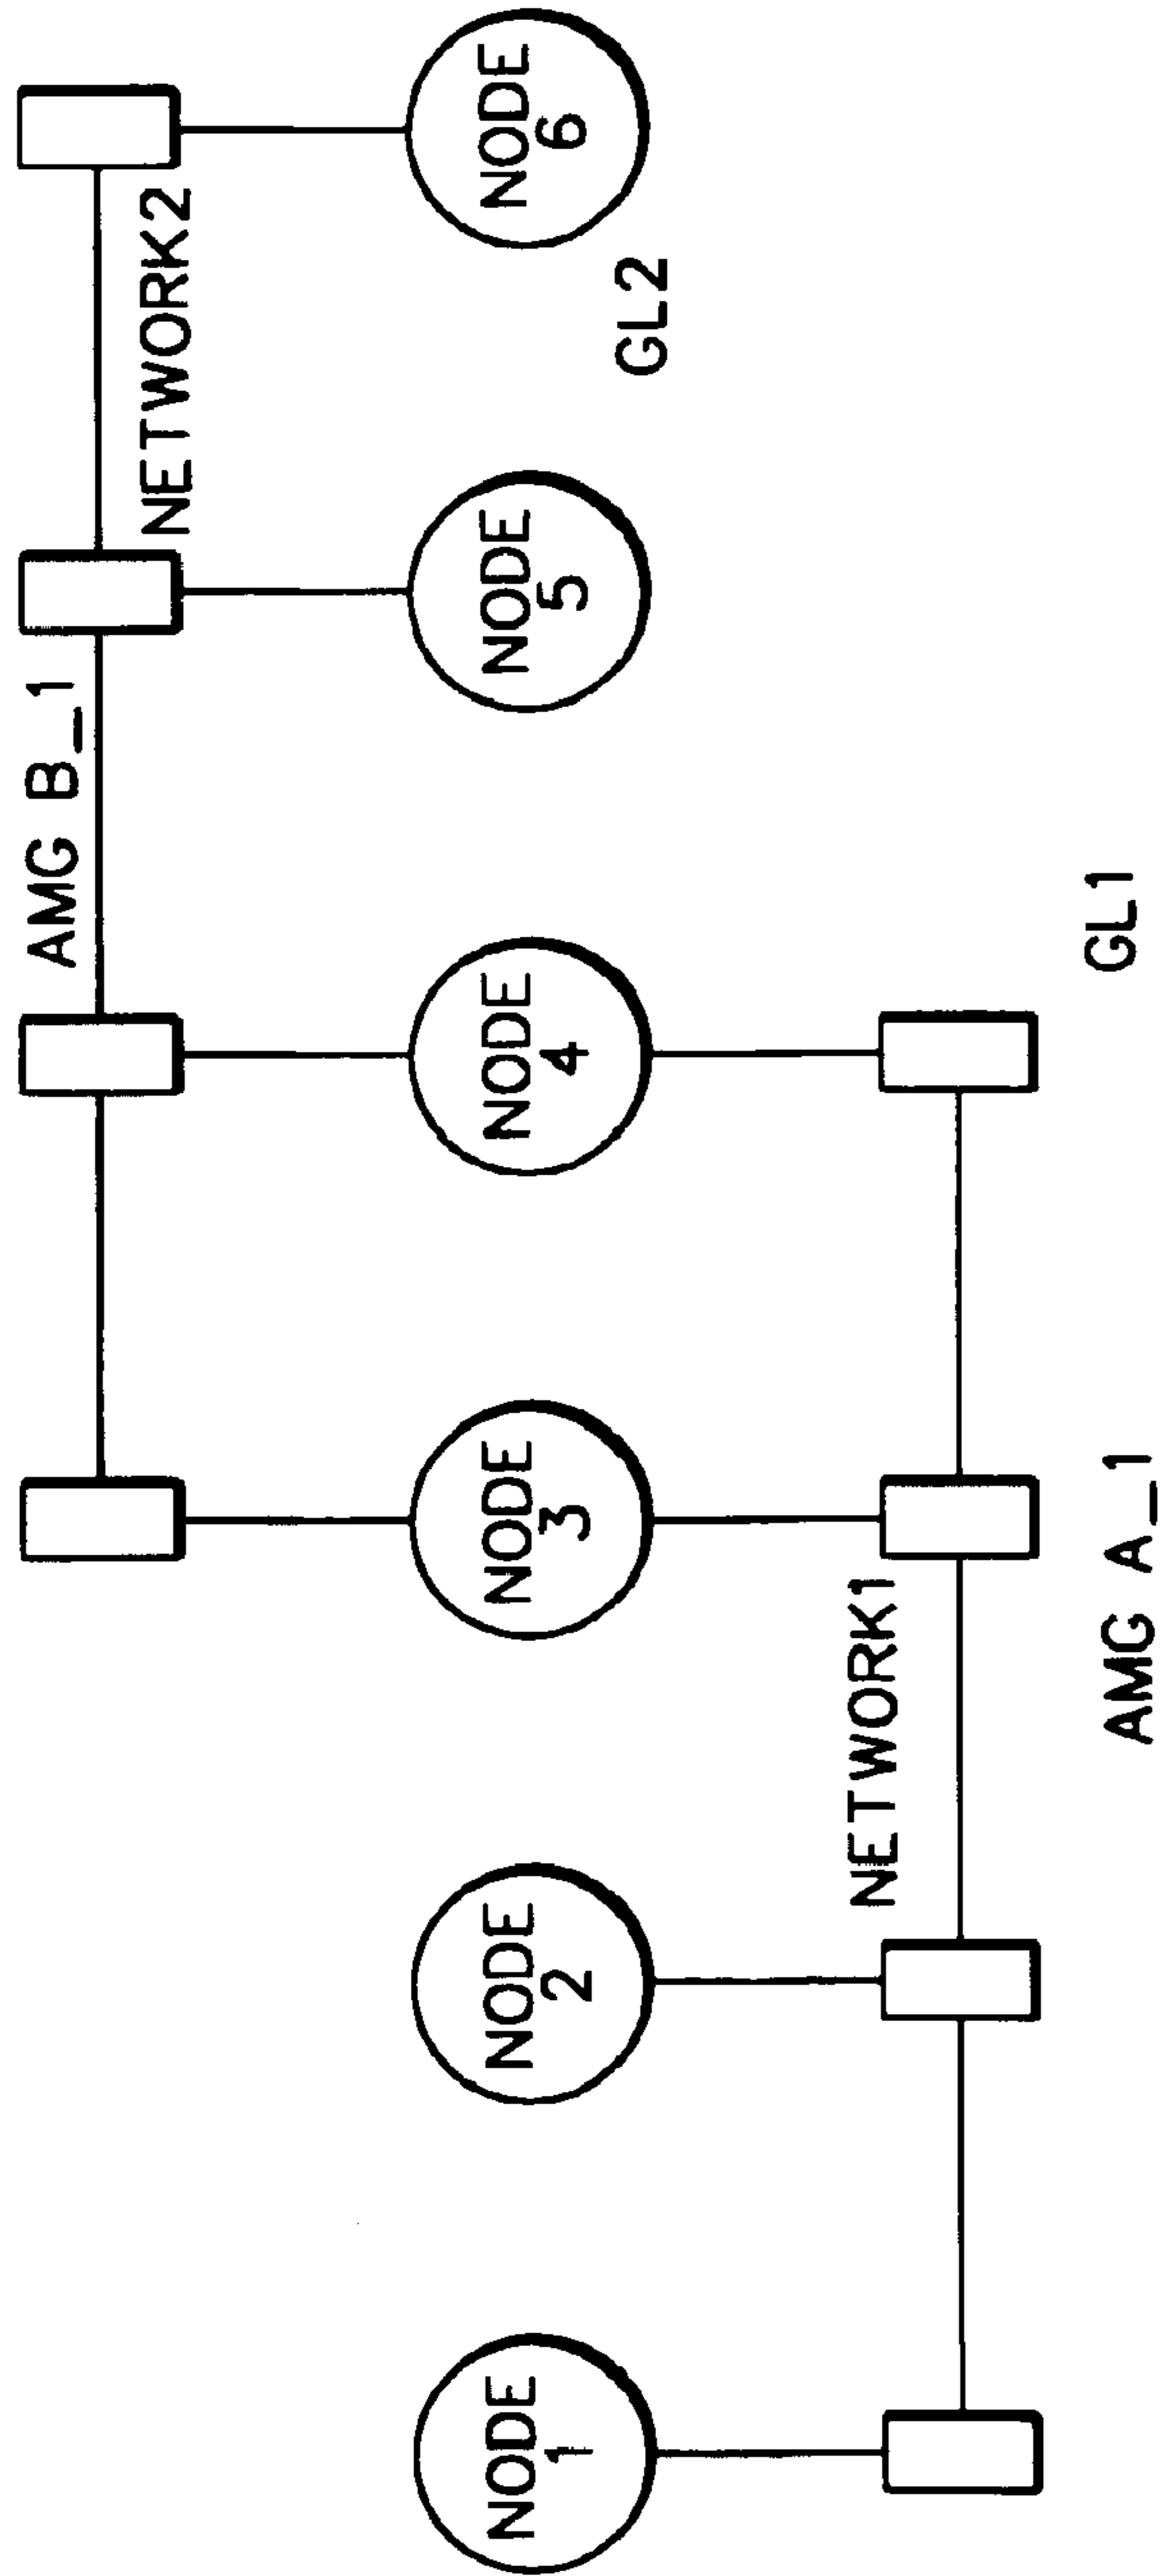 AMG B_1
NETWORK2
NODE
1
NODE
2
NODE
3
NODE
4
NODE
5
NODE
6
GL2
NETWORK1
AMG A_1
GL1